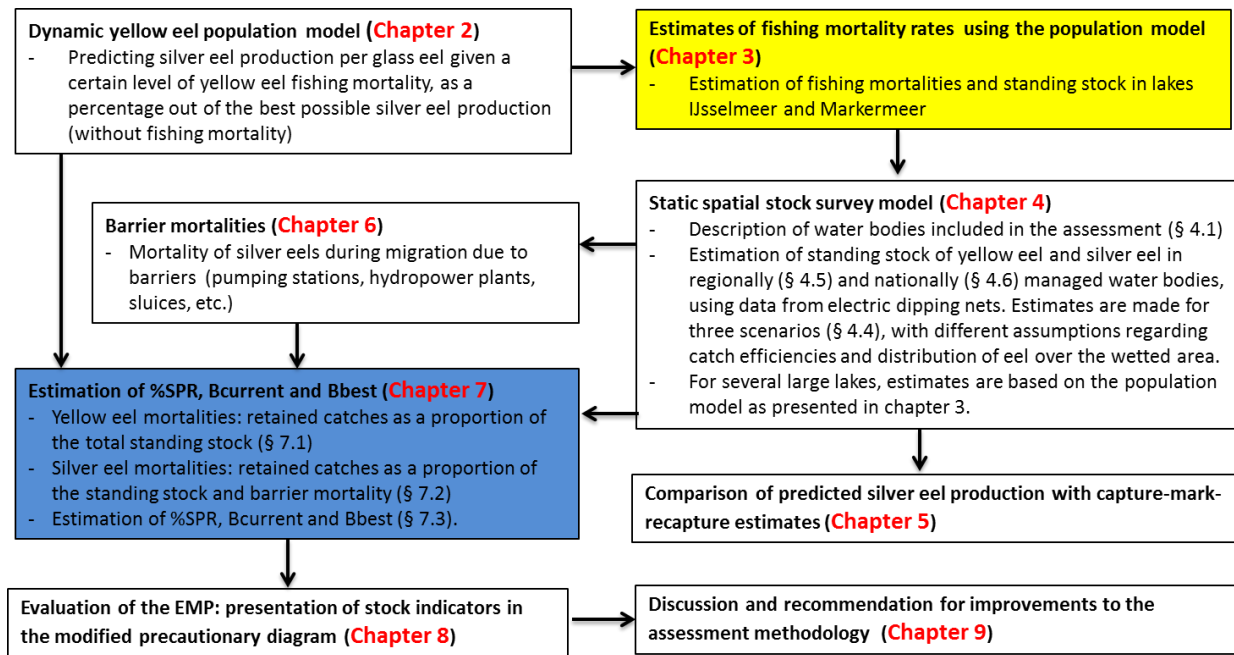 Dynamic yellow eel population model (Chapter 2)
- Predicting silver eel production per glass eel given a
certain level of yellow eel fishing mortality, as a
percentage out of the best possible silver eel production
(without fishing mortality)
Estimates of fishing mortality rates using the population model
(Chapter 3)
- Estimation of fishing mortalities and standing stock in lakes
IJsselmeer and Markermeer
Barrier mortalities (Chapter 6)
- Mortality of silver eels during migration due to
barriers (pumping stations, hydropower plants,
sluices, etc.)
Static spatial stock survey model (Chapter 4)
- Description of water bodies included in the assessment (§ 4.1)
- Estimation of standing stock of yellow eel and silver eel in
regionally (§ 4.5) and nationally (§ 4.6) managed water bodies,
using data from electric dipping nets. Estimates are made for
three scenarios (§ 4.4), with different assumptions regarding
catch efficiencies and distribution of eel over the wetted area.
- For several large lakes, estimates are based on the population
model as presented in chapter 3.
Estimation of %SPR, Bcurrent and Bbest (Chapter 7)
- Yellow eel mortalities: retained catches as a proportion of
the total standing stock (§ 7.1)
- Silver eel mortalities: retained catches as a proportion of
the standing stock and barrier mortality (§ 7.2)
- Estimation of %SPR, Bcurrent and Bbest (§ 7.3).
Comparison of predicted silver eel production with capture-mark-
recapture estimates (Chapter 5)
Evaluation of the EMP: presentation of stock indicators in
the modified precautionary diagram (Chapter 8)
Discussion and recommendation for improvements to the
assessment methodology (Chapter 9)